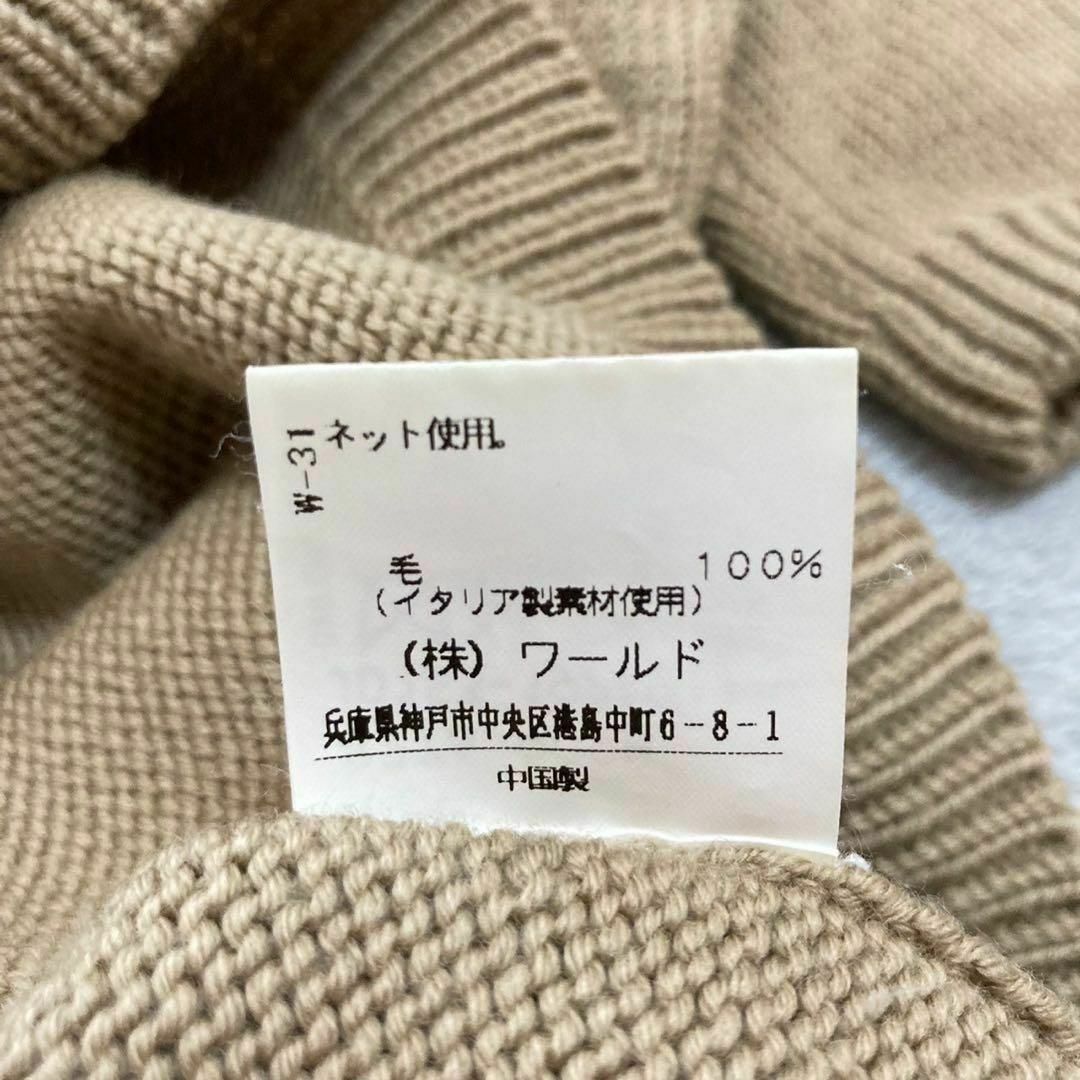 W-31
ネット使用。
毛 100%
(イタリア製素材使用)
(株) ワールド
兵庫県神戸市中央区港島中町6-8-1
中国製